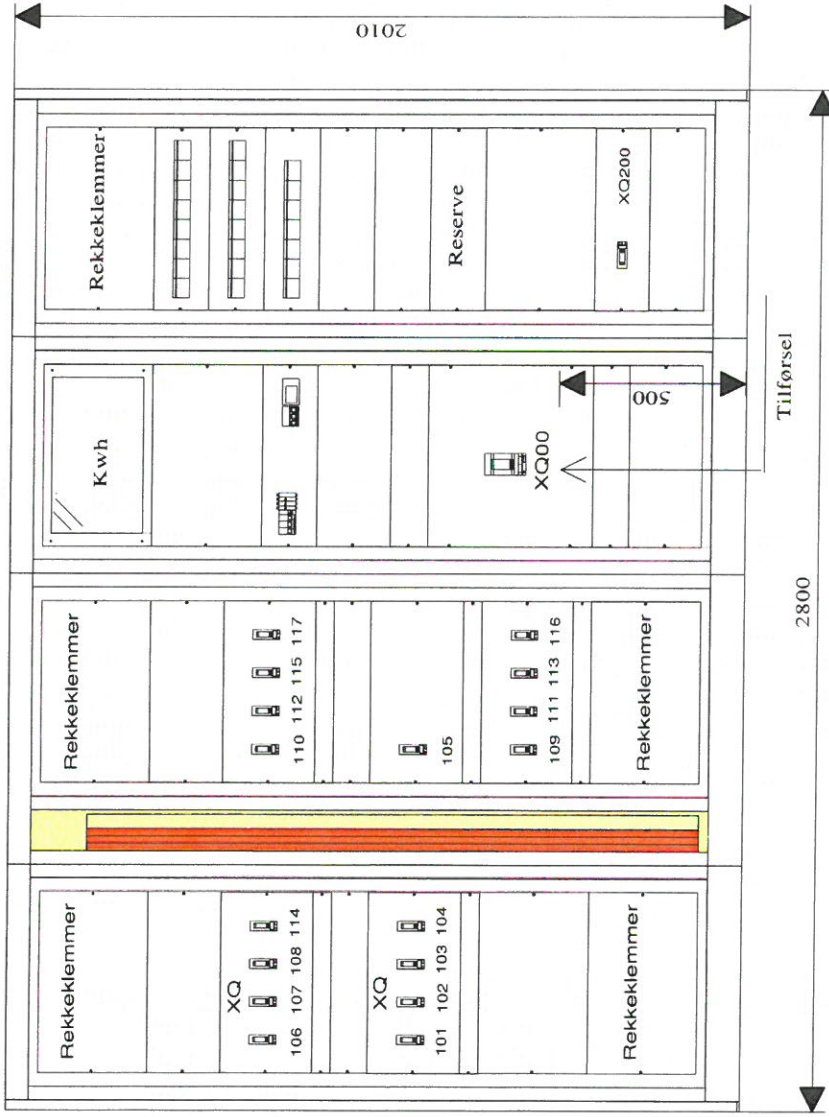 Rekkeklemmer
XQ
106 107 108 114
XQ
101 102 103 104
Rekkeklemmer
Rekkeklemmer
110 112 115 117
105
109 111 113 116
Rekkeklemmer
Kwh
XQ00
500
Rekkeklemmer
Reserve
XQ200
2010
Tilførsel
2800